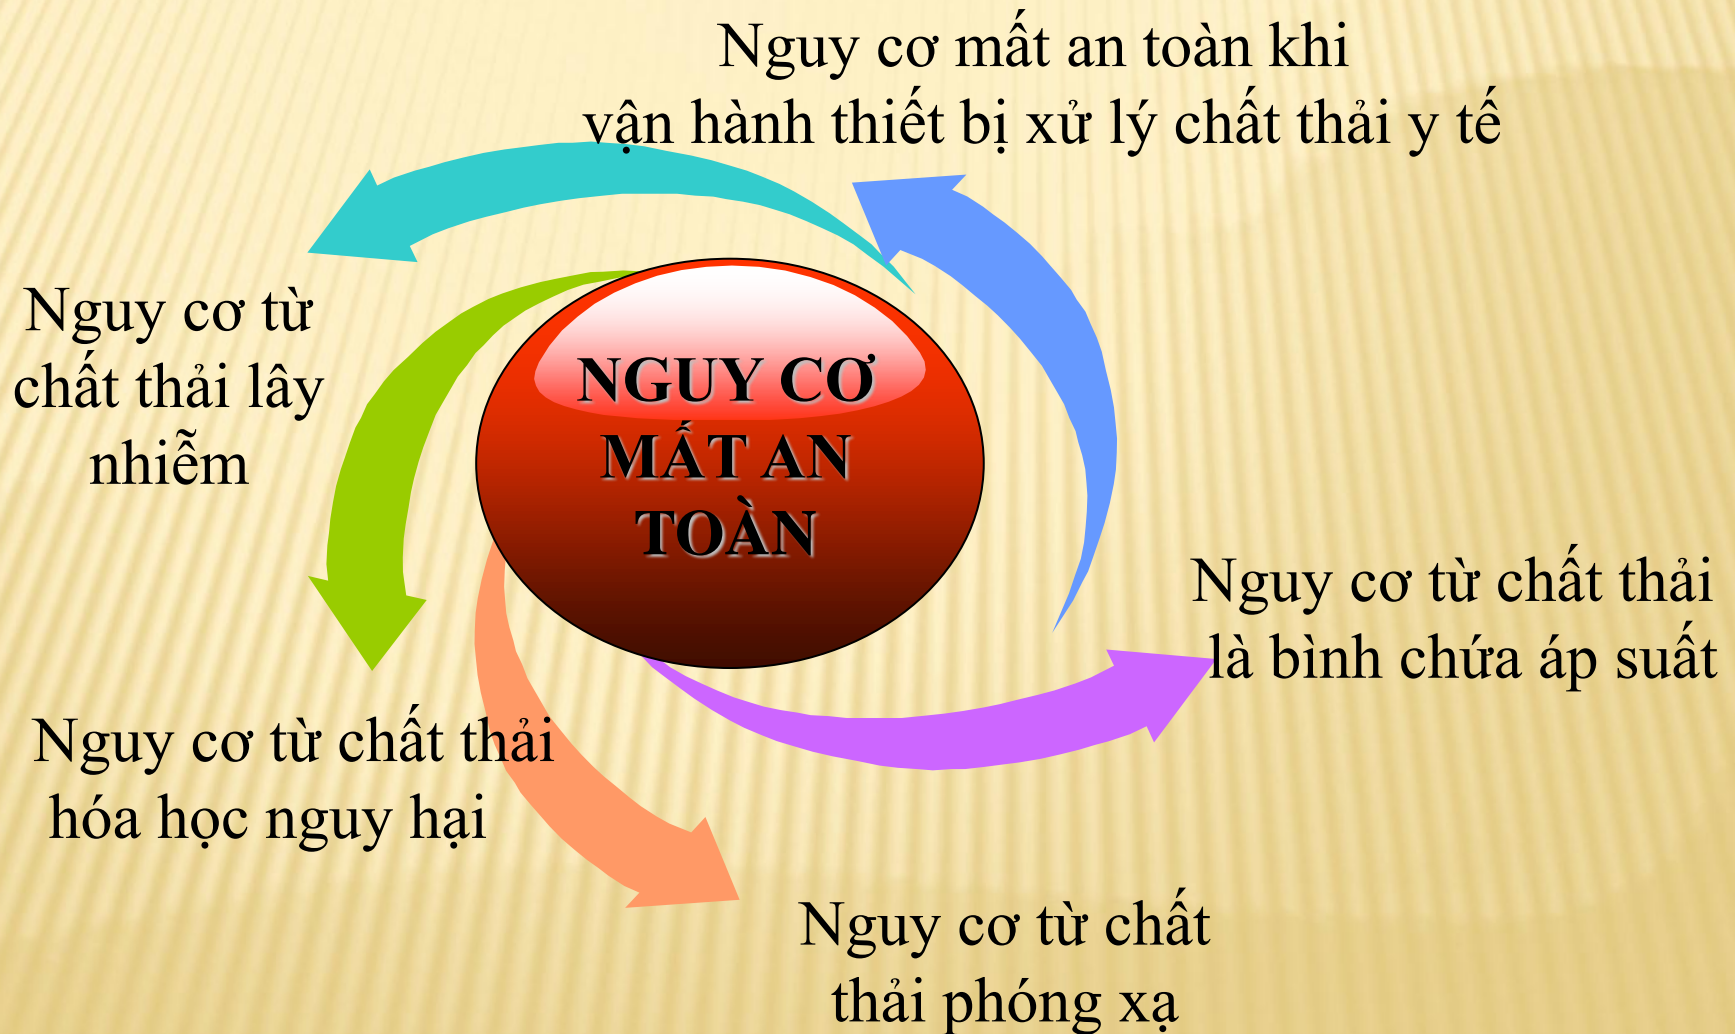 Nguy cơ mất an toàn khi
vận hành thiết bị xử lý chất thải y tế
Nguy cơ từ
chất thải lây
nhiễm
NGUY CƠ
MẤT AN
TOÀN
Nguy cơ từ chất thải
là bình chứa áp suất
Nguy cơ từ chất thải
hóa học nguy hại
Nguy cơ từ chất
thải phóng xạ